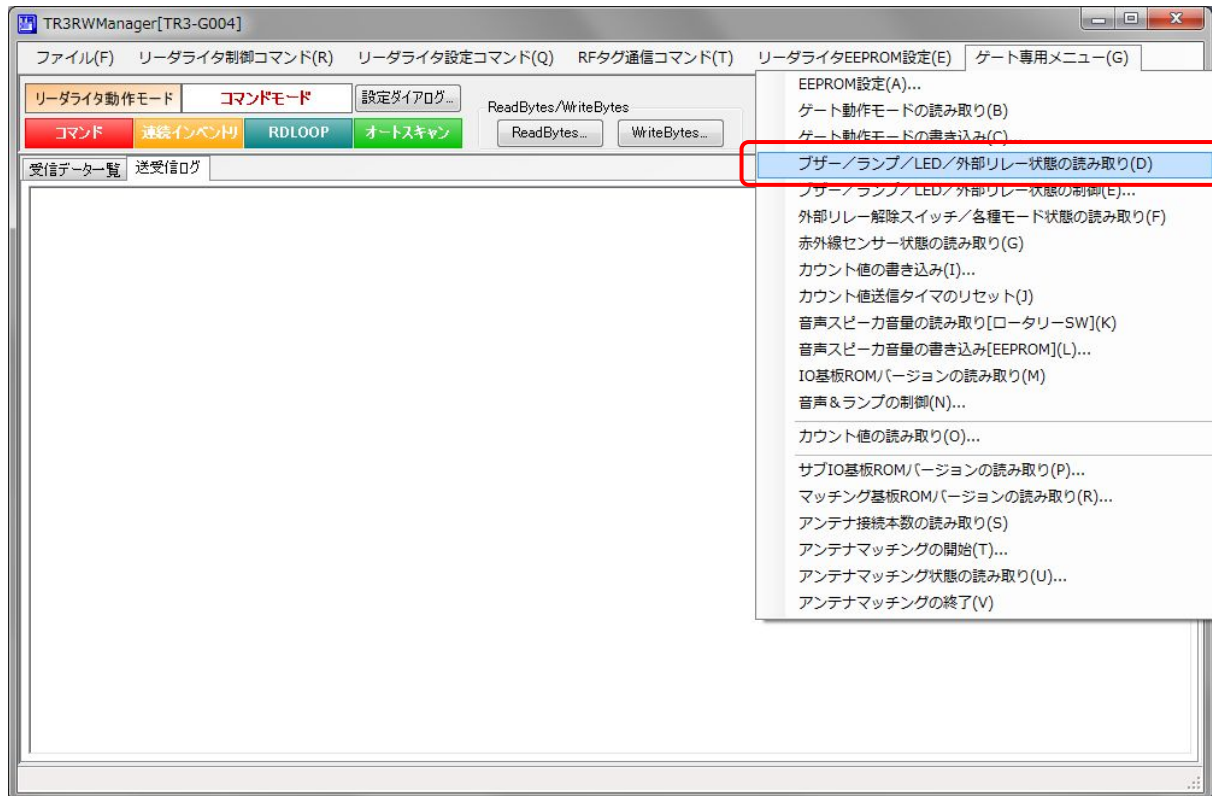 TR3RWManager[TR3-G004]
ファイル(F) リーダライタ制御コマンド(R) リーダライタ設定コマンド(Q) RFタグ通信コマンド(T) リーダライタEEPROM設定(E) ゲート専用メニュー(G)
リーダライタ動作モード コマンドモード 設定ダイアログ...
ReadBytes/WriteBytes
コマンド 連続インベントリ RDLOOP オートスキャン ReadBytes... WriteBytes...
受信データ一覧 送受信ログ
EEPROM設定(A)...
ゲート動作モードの読み取り(B)
ゲート動作モードの書き込み(C)...
ブザー／ランプ／LED／外部リレー状態の読み取り(D)
ブザー／ランプ／LED／外部リレー状態の制御(E)...
外部リレー解除スイッチ／各種モード状態の読み取り(F)
赤外線センサー状態の読み取り(G)
カウント値の書き込み(I)...
カウント値送信タイマのリセット(J)
音声スピーカ音量の読み取り[ロータリーSW](K)
音声スピーカ音量の書き込み[EEPROM](L)...
IO基板ROMバージョンの読み取り(M)
音声＆ランプの制御(N)...
カウント値の読み取り(O)...
サブIO基板ROMバージョンの読み取り(P)...
マッチング基板ROMバージョンの読み取り(R)...
アンテナ接続本数の読み取り(S)
アンテナマッチングの開始(T)...
アンテナマッチング状態の読み取り(U)...
アンテナマッチングの終了(V)